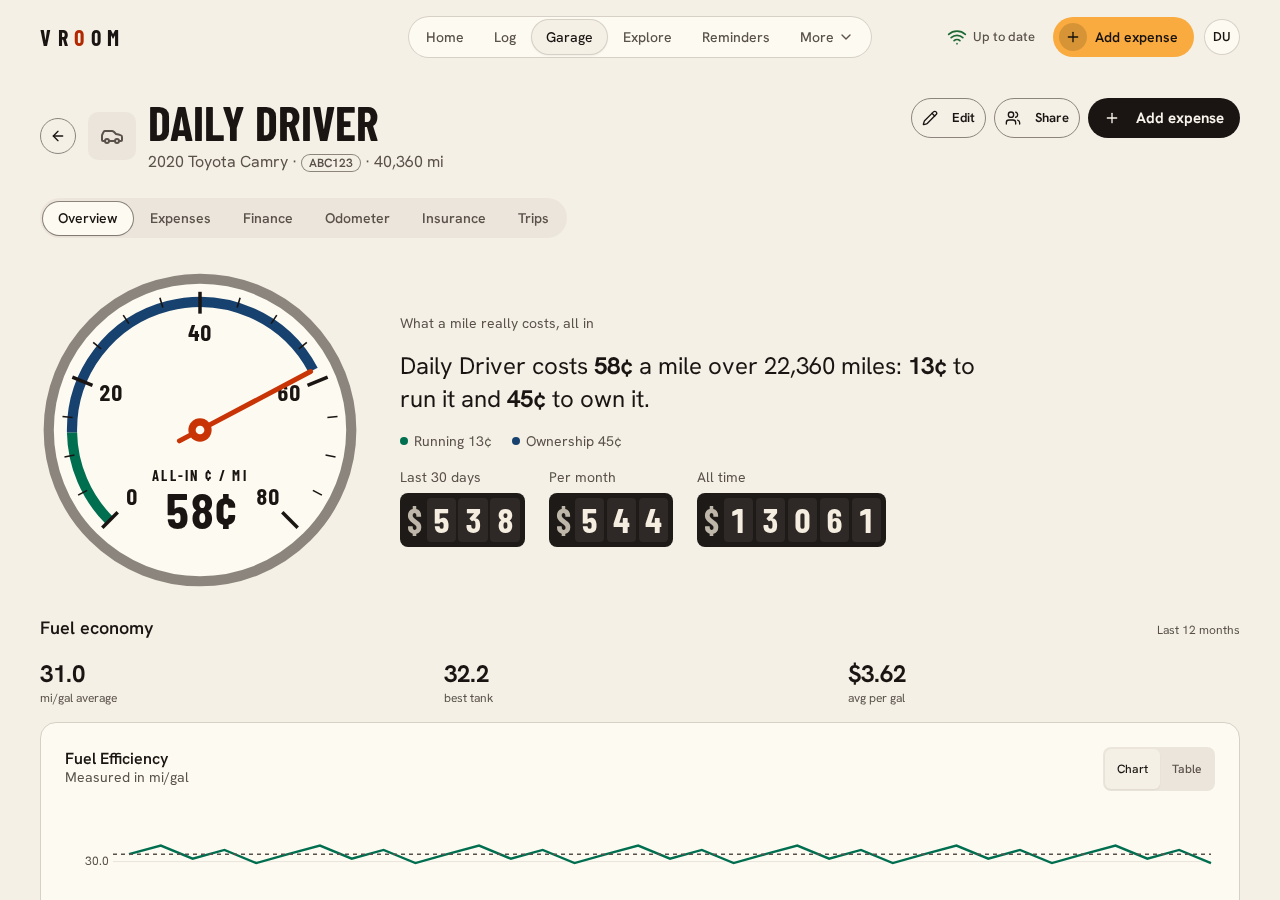 VROOM
Home Log Garage Explore Reminders More
Up to date
Add expense
DU
DAILY DRIVER
2020 Toyota Camry · ABC123 · 40,360 mi
Edit
Share
Add expense
Overview Expenses Finance Odometer Insurance Trips
0
20
40
60
80
ALL-IN ¢ / MI
58¢
What a mile really costs, all in
Daily Driver costs 58¢ a mile over 22,360 miles: 13¢ to
run it and 45¢ to own it.
Running 13¢ Ownership 45¢
Last 30 days Per month All time
$538 $544 $13061
Fuel economy
Last 12 months
31.0 32.2 $3.62
mi/gal average best tank avg per gal
Fuel Efficiency
Measured in mi/gal
Chart Table
30.0